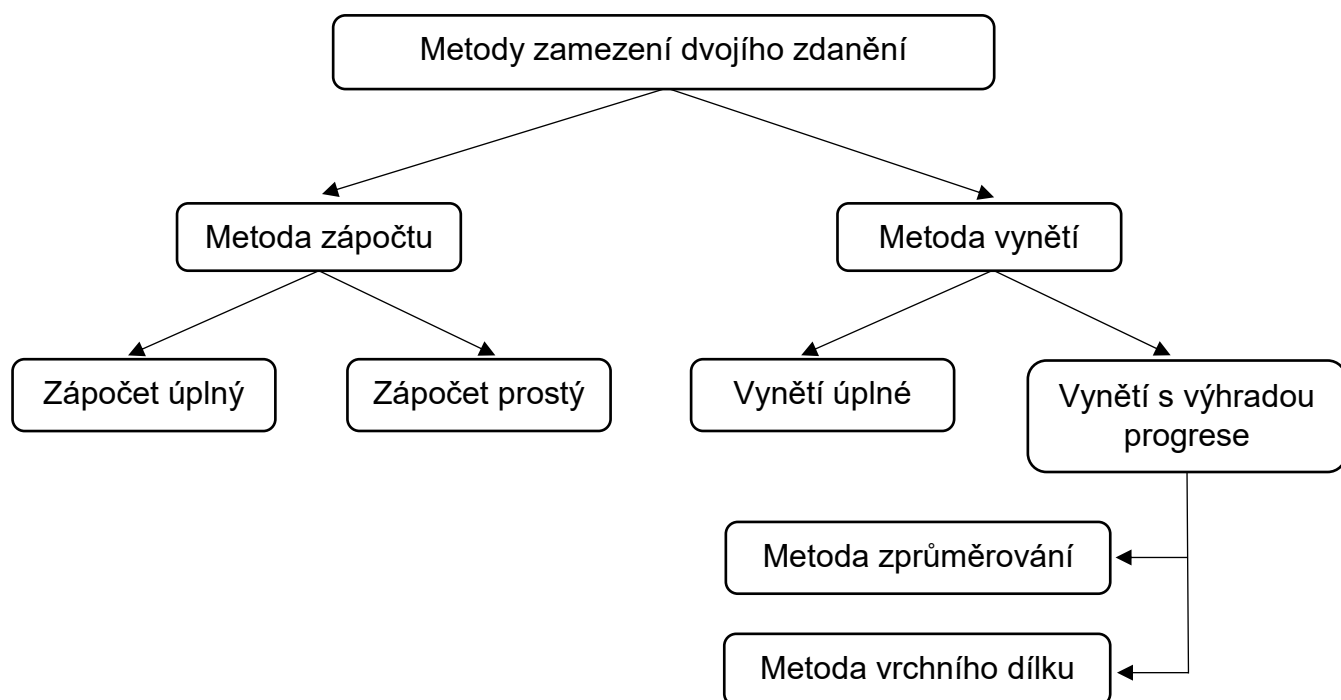 Metody zamezení dvojího zdanění
Metoda zápočtu
Metoda vynětí
Zápočet úplný
Zápočet prostý
Vynětí úplné
Vynětí s výhradou
progrese
Metoda zprůměrování
Metoda vrchního dílku